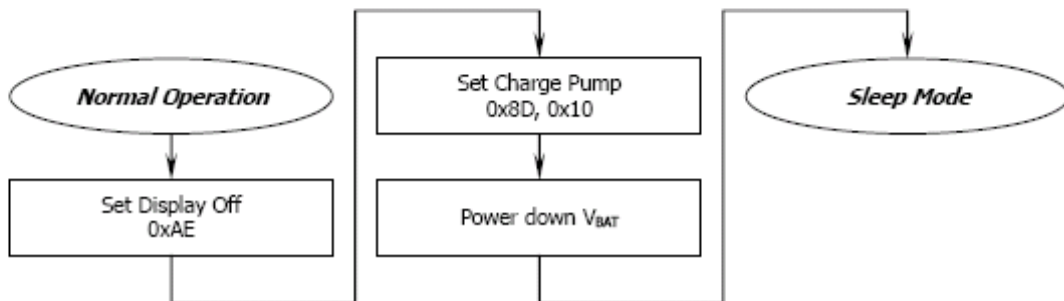 Normal Operation
Set Display Off
0xAE
Set Charge Pump
0x8D, 0x10
Power down VBAT
Sleep Mode